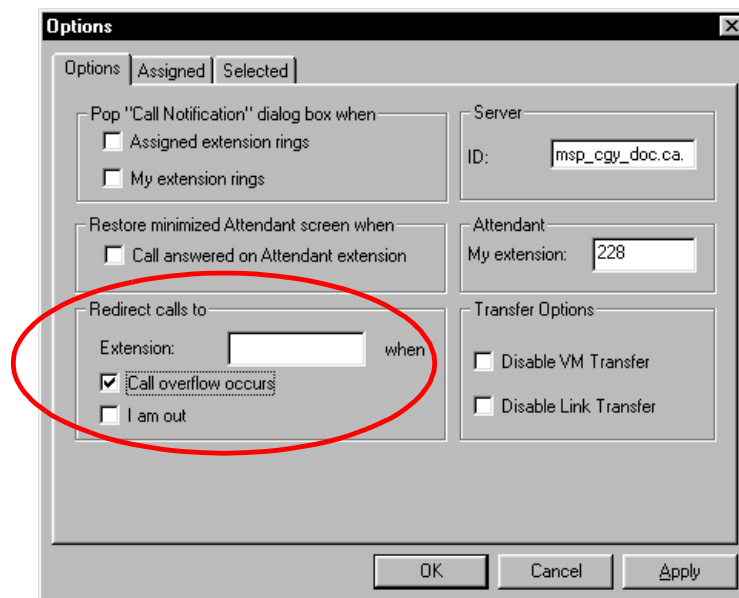 Options
Options Assigned Selected
Pop "Call Notification" dialog box when
Assigned extension rings
My extension rings
Server
ID: msp_cgy_doc.ca.
Restore minimized Attendant screen when
Call answered on Attendant extension
Attendant
My extension: 228
Redirect calls to
Extension: when
Call overflow occurs
I am out
Transfer Options
Disable VM Transfer
Disable Link Transfer
OK Cancel Apply